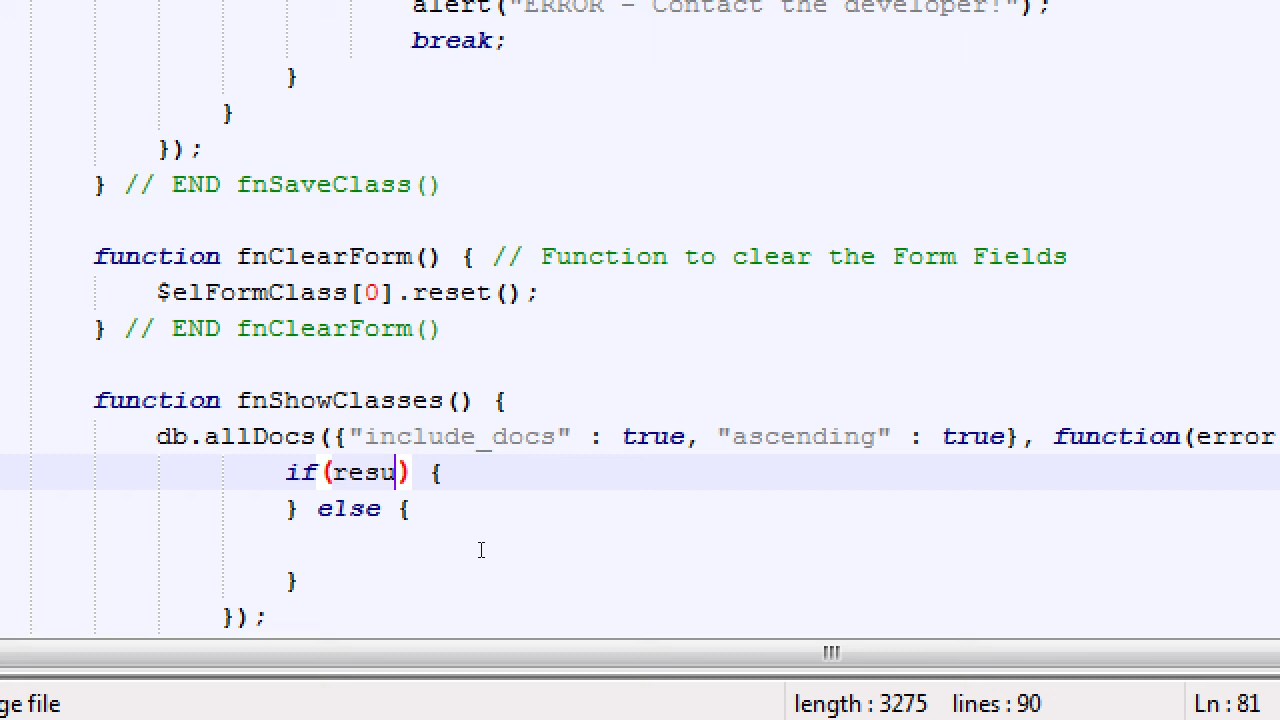 alert("ERROR - Contact the developer!");
break;
}
}
});
} // END fnSaveClass()
function fnClearForm() { // Function to clear the Form Fields
$elFormClass[0].reset();
} // END fnClearForm()
function fnShowClasses() {
db.allDocs({"include_docs" : true, "ascending" : true}, function(error
if(resu) {
} else {
}
});
ge file
length : 3275 lines : 90
Ln : 81